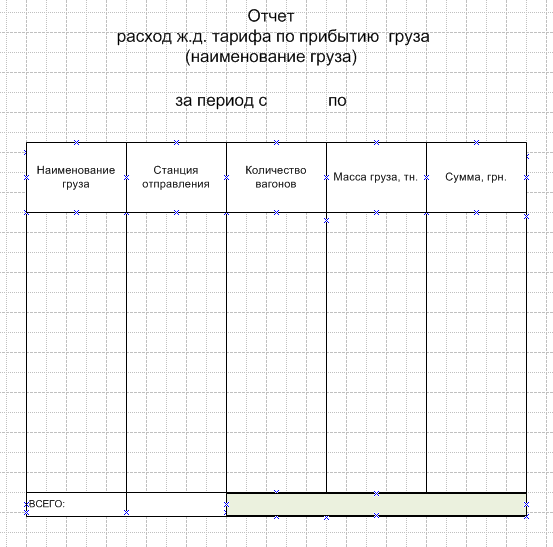 Отчет
расход ж.д. тарифа по прибытию груза
(наименование груза)
за период с по
Наименование груза
Станция отправления
Количество вагонов
Масса груза, тн.
Сумма, грн.
ВСЕГО: